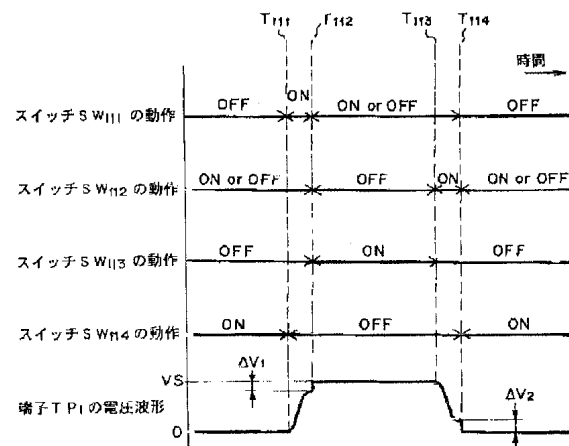 T111 T112 T113 T114
時間
スイッチSW111の動作 OFF ON ON or OFF OFF
スイッチSW112の動作 ON or OFF OFF ON ON or OFF
スイッチSW113の動作 OFF ON OFF
スイッチSW114の動作 ON OFF ON
VS
ΔV1
ΔV2
端子TP1の電圧波形
0